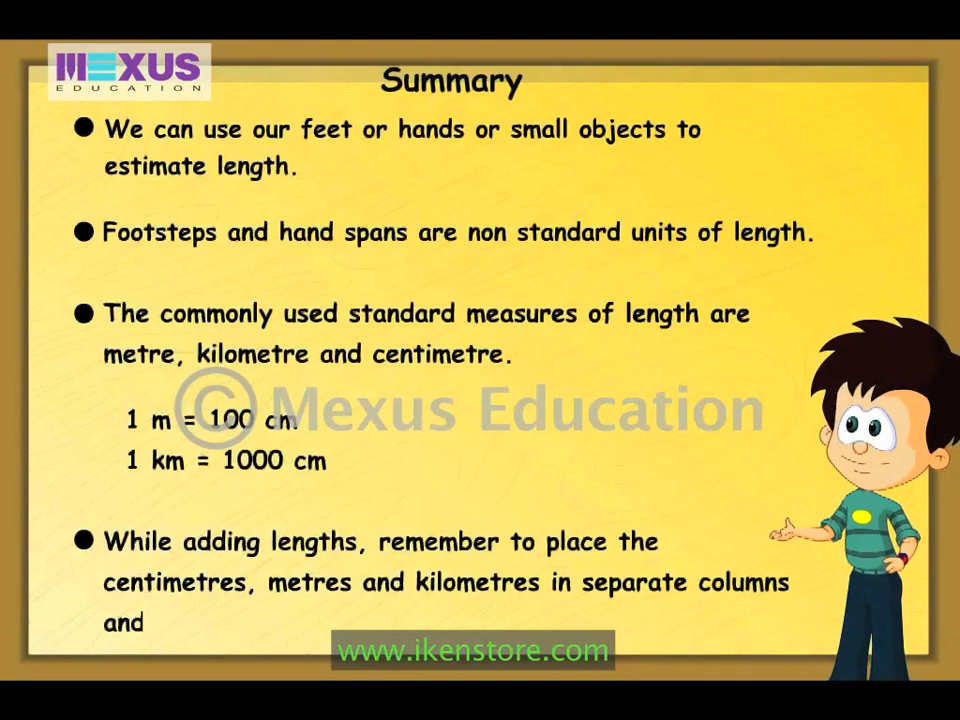 MEXUS
EDUCATION
Summary
● We can use our feet or hands or small objects to
estimate length.
● Footsteps and hand spans are non standard units of length.
● The commonly used standard measures of length are
metre, kilometre and centimetre.
© Mexus Education
1 m = 100 cm.
1 km = 1000 cm
● While adding lengths, remember to place the
centimetres, metres and kilometres in separate columns
and
www.ikenstore.com